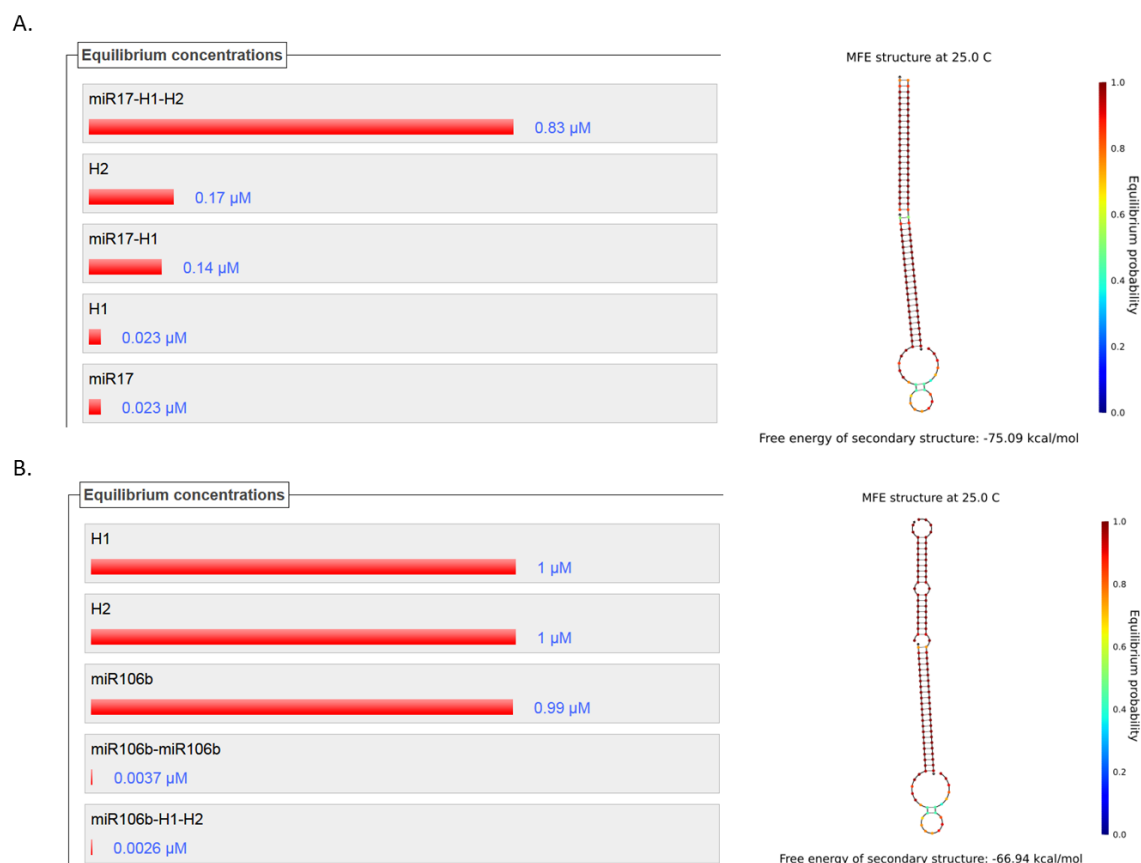 A.
Equilibrium concentrations
miR17-H1-H2
0.83 µM
H2
0.17 µM
miR17-H1
0.14 µM
H1
0.023 µM
miR17
0.023 µM
MFE structure at 25.0 C
1.0
0.8
0.6
0.4
0.2
0.0
Equilibrium probability
Free energy of secondary structure: -75.09 kcal/mol
B.
Equilibrium concentrations
H1
1 µM
H2
1 µM
miR106b
0.99 µM
miR106b-miR106b
0.0037 µM
miR106b-H1-H2
0.0026 µM
MFE structure at 25.0 C
1.0
0.8
0.6
0.4
0.2
0.0
Equilibrium probability
Free energy of secondary structure: -66.94 kcal/mol